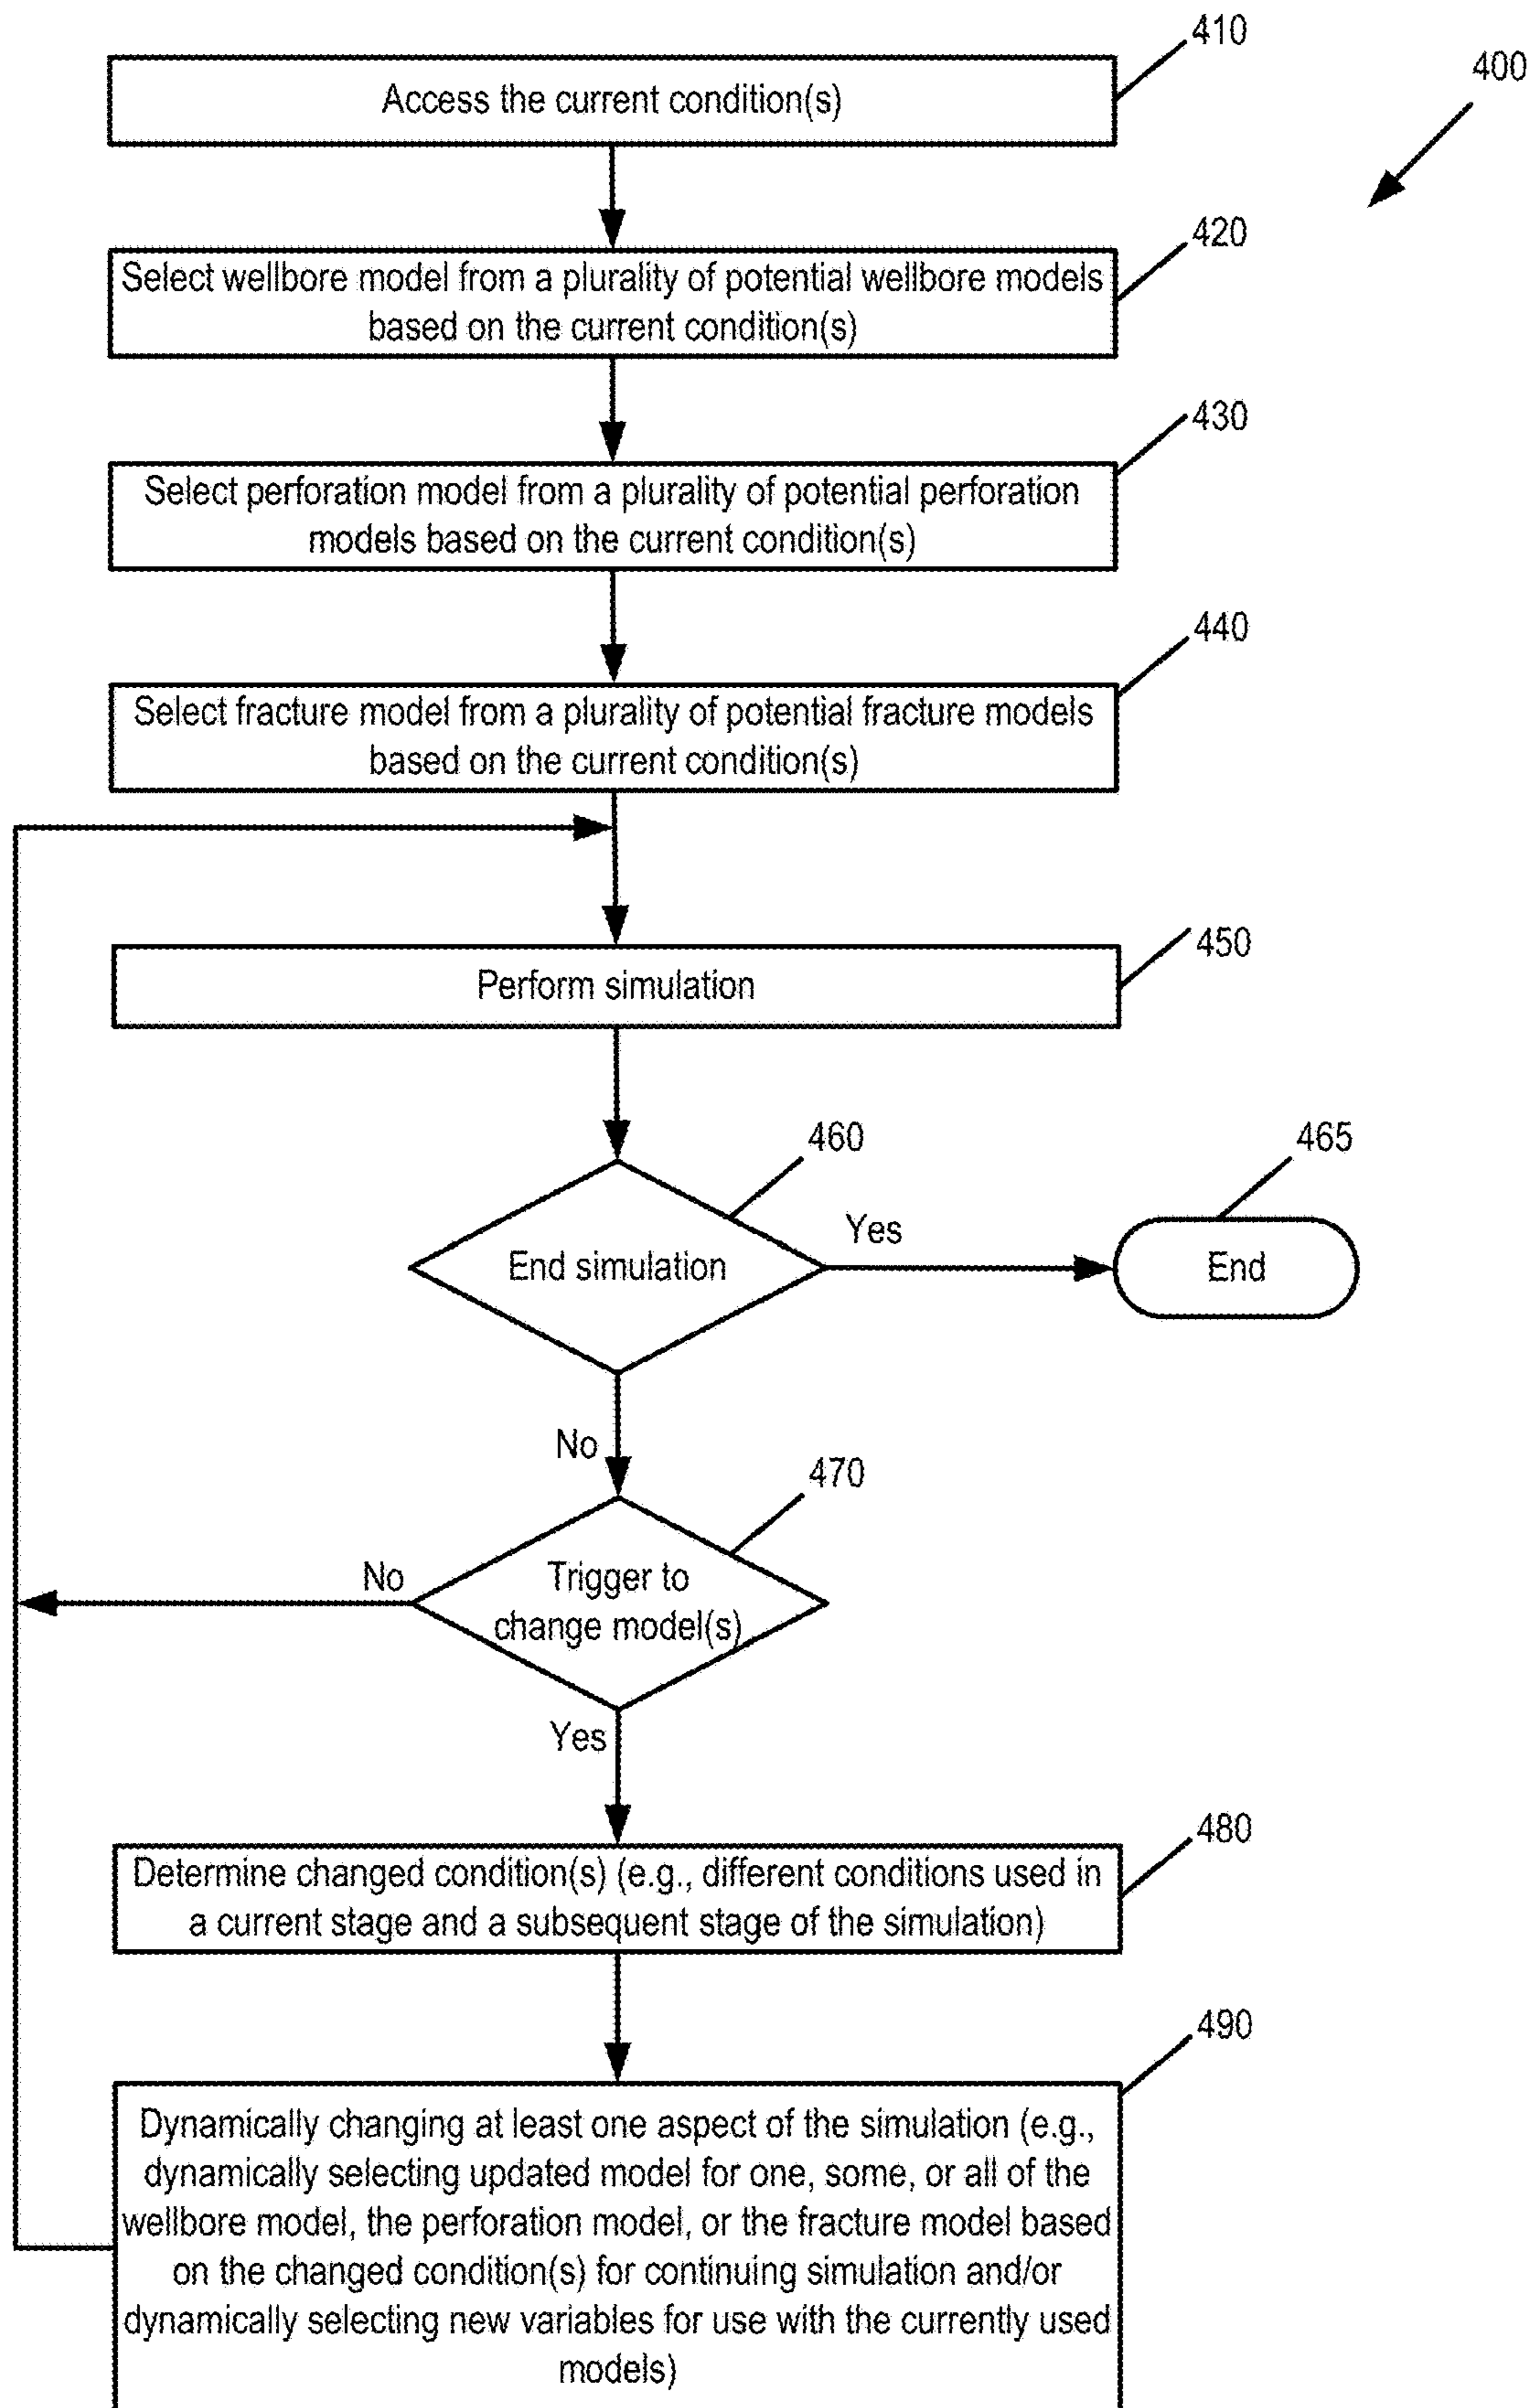 410
400
Access the current condition(s)
420
Select wellbore model from a plurality of potential wellbore models
based on the current condition(s)
430
Select perforation model from a plurality of potential perforation
models based on the current condition(s)
440
Select fracture model from a plurality of potential fracture models
based on the current condition(s)
450
Perform simulation
460
465
Yes
End simulation
End
No
470
No
Trigger to
change model(s)
Yes
480
Determine changed condition(s) (e.g., different conditions used in
a current stage and a subsequent stage of the simulation)
490
Dynamically changing at least one aspect of the simulation (e.g.,
dynamically selecting updated model for one, some, or all of the
wellbore model, the perforation model, or the fracture model based
on the changed condition(s) for continuing simulation and/or
dynamically selecting new variables for use with the currently used
models)